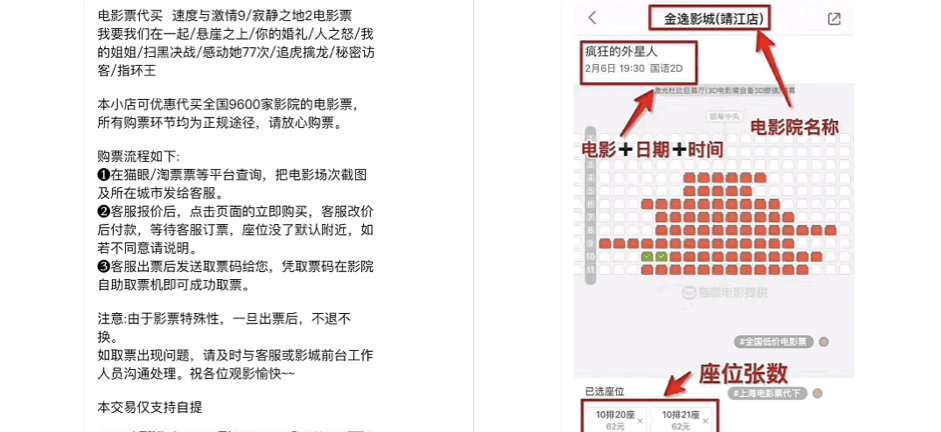 电影票代买 速度与激情9/寂静之地2电影票
我要我们在一起/悬崖之上/你的婚礼/人之怒/我
的姐姐/扫黑决战/感动她77次/追虎擒龙/秘密访
客/指环王
本小店可优惠代买全国9600家影院的电影票，
所有购票环节均为正规途径，请放心购票。
购票流程如下:
❶在猫眼/淘票票等平台查询，把电影场次截图
及所在城市发给客服。
❷客服报价后，点击页面的立即购买，客服改价
后付款，等待客服订票，座位没了默认附近，如
若不同意请说明。
❸客服出票后发送取票码给您，凭取票码在影院
自助取票机即可成功取票。
注意:由于影票特殊性，一旦出票后，不退不
换。
如取票出现问题，请及时与客服或影城前台工作
人员沟通处理。祝各位观影愉快~~
本交易仅支持自提
金逸影城(靖江店)
疯狂的外星人
2月6日 19:30 国语2D
激光杜比巨幕厅(3D电影需自备3D眼镜)
银幕中央
电影院名称
电影+日期+时间
4
5
6
7
8
9
10
11
猫眼电影提供
#全国低价电影票
座位张数
已选座位
#上海电影票代下
10排20座
62元
10排21座
62元